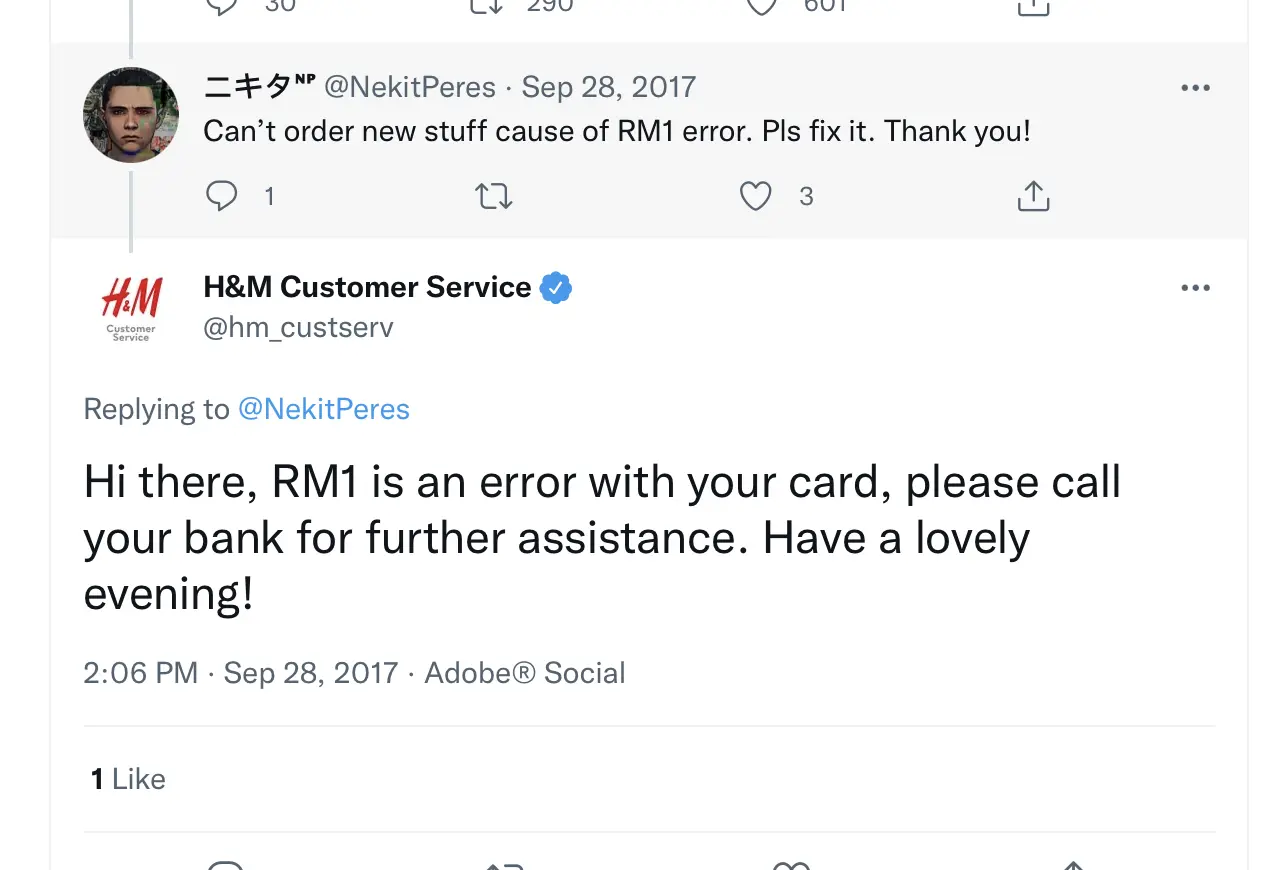 30 290 601
ニキタᴺᴾ @NekitPeres · Sep 28, 2017
Can’t order new stuff cause of RM1 error. Pls fix it. Thank you!
1 3
H&M Customer Service
H&M
Customer
Service
@hm_custserv
Replying to @NekitPeres
Hi there, RM1 is an error with your card, please call
your bank for further assistance. Have a lovely
evening!
2:06 PM · Sep 28, 2017 · Adobe® Social
1 Like